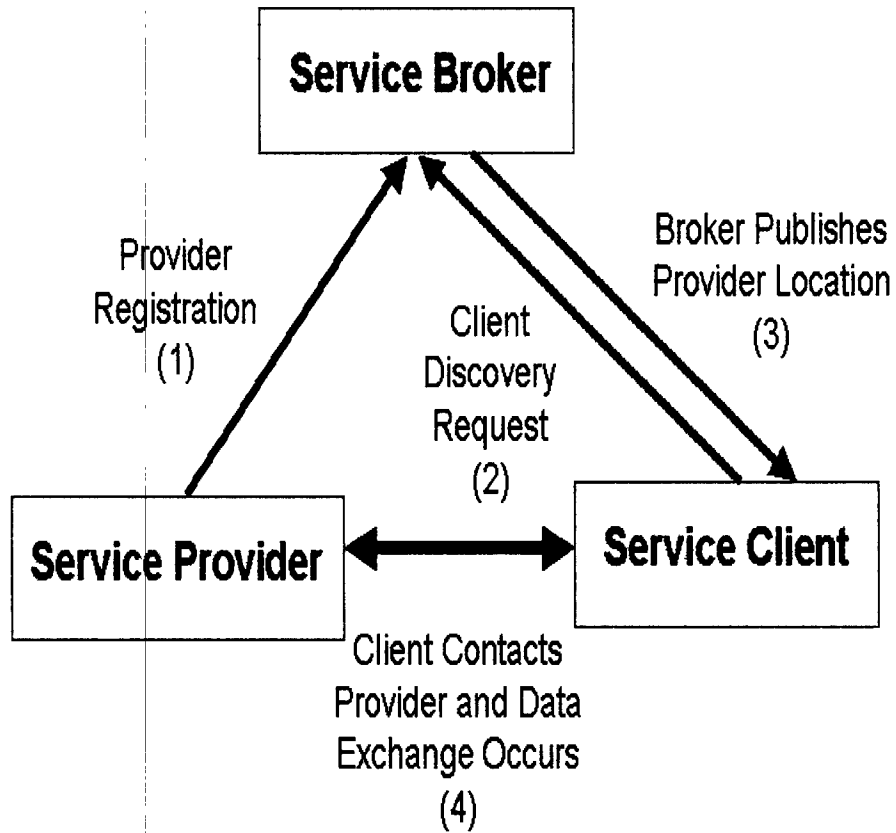 Service Broker
Provider
Registration
(1)
Client
Discovery
Request
(2)
Broker Publishes
Provider Location
(3)
Service Provider
Service Client
Client Contacts
Provider and Data
Exchange Occurs
(4)